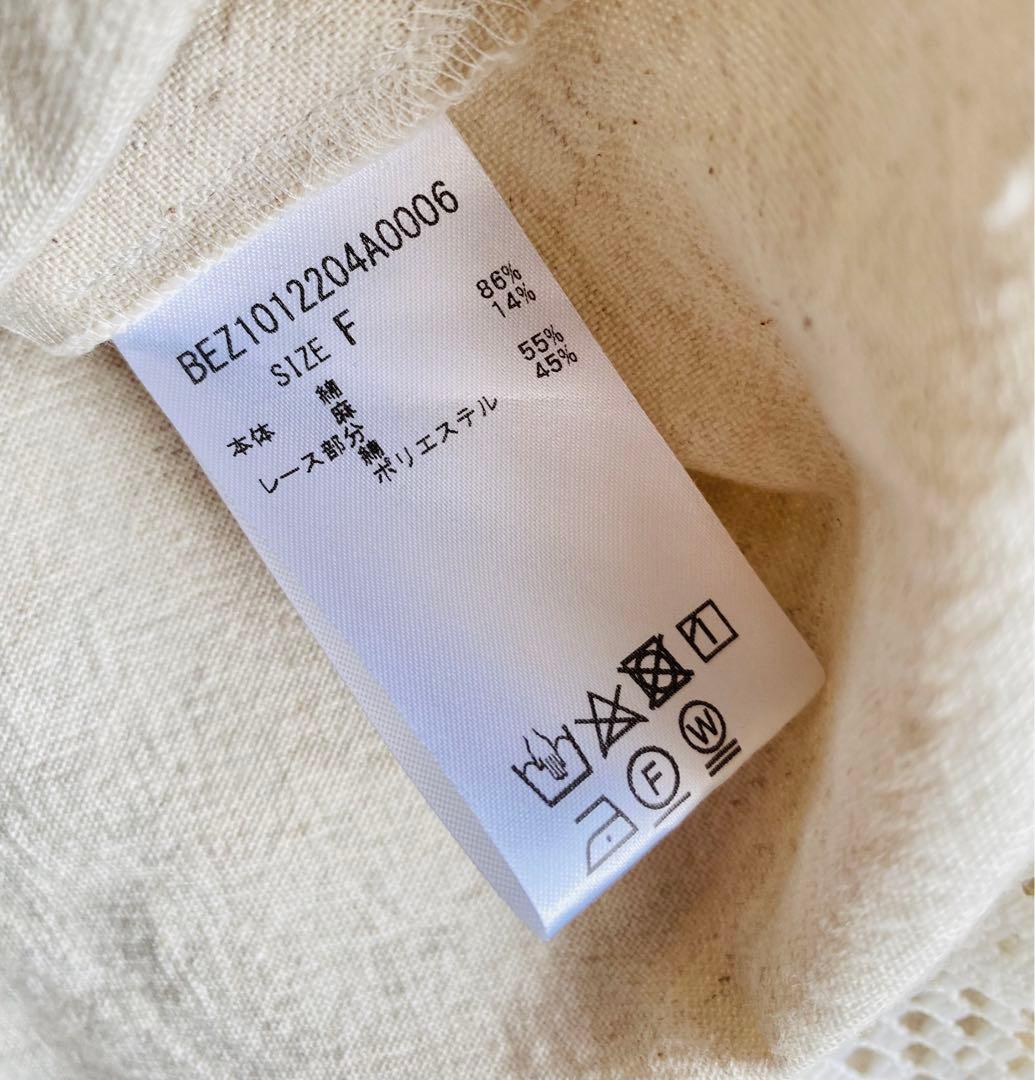 BEZ1012204A0006
SIZE F
本体 綿 86%
麻 14%
レース部分
綿 55%
ポリエステル 45%
F W